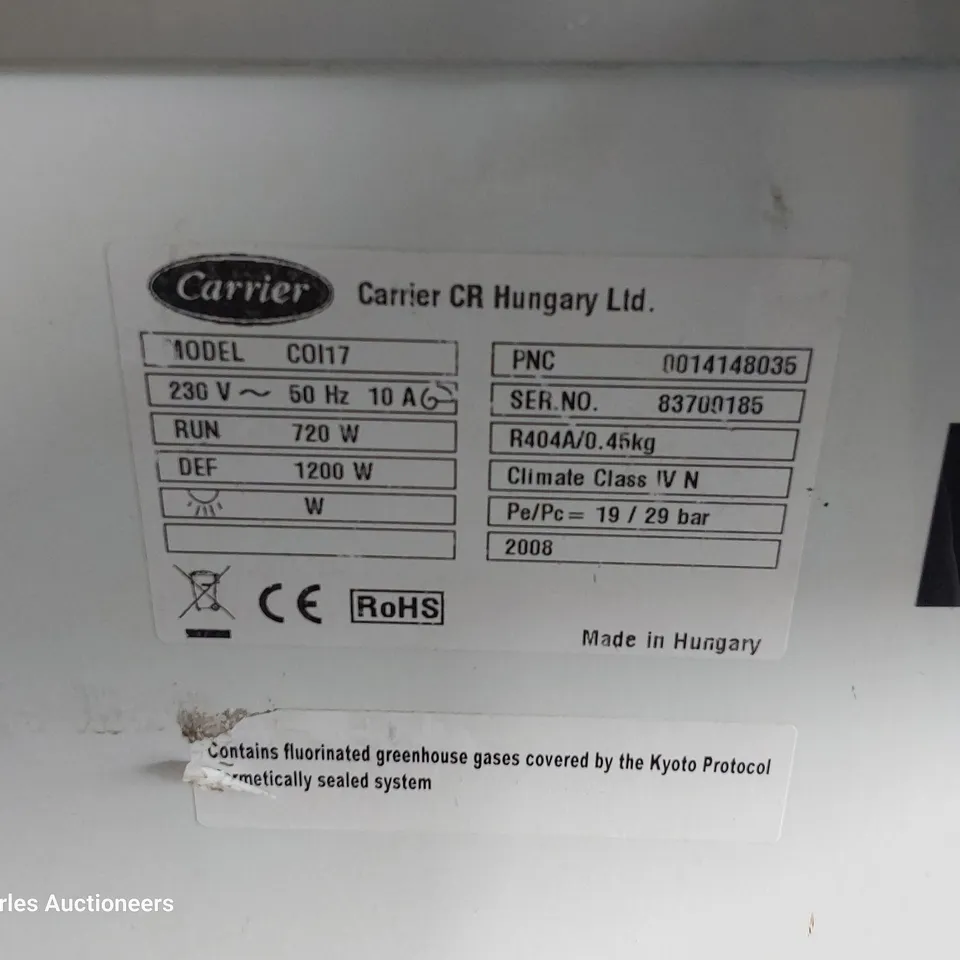 Carrier
Carrier CR Hungary Ltd.
MODEL COI17
230 V ~ 50 Hz 10 A
RUN 720 W
DEF 1200 W
W
PNC 0014148035
SER.NO. 83700185
R404A/0.45kg
Climate Class IV N
Pe/Pc = 19 / 29 bar
2008
CE RoHS
Made in Hungary
Contains fluorinated greenhouse gases covered by the Kyoto Protocol
sealed system
rles Auctioneers